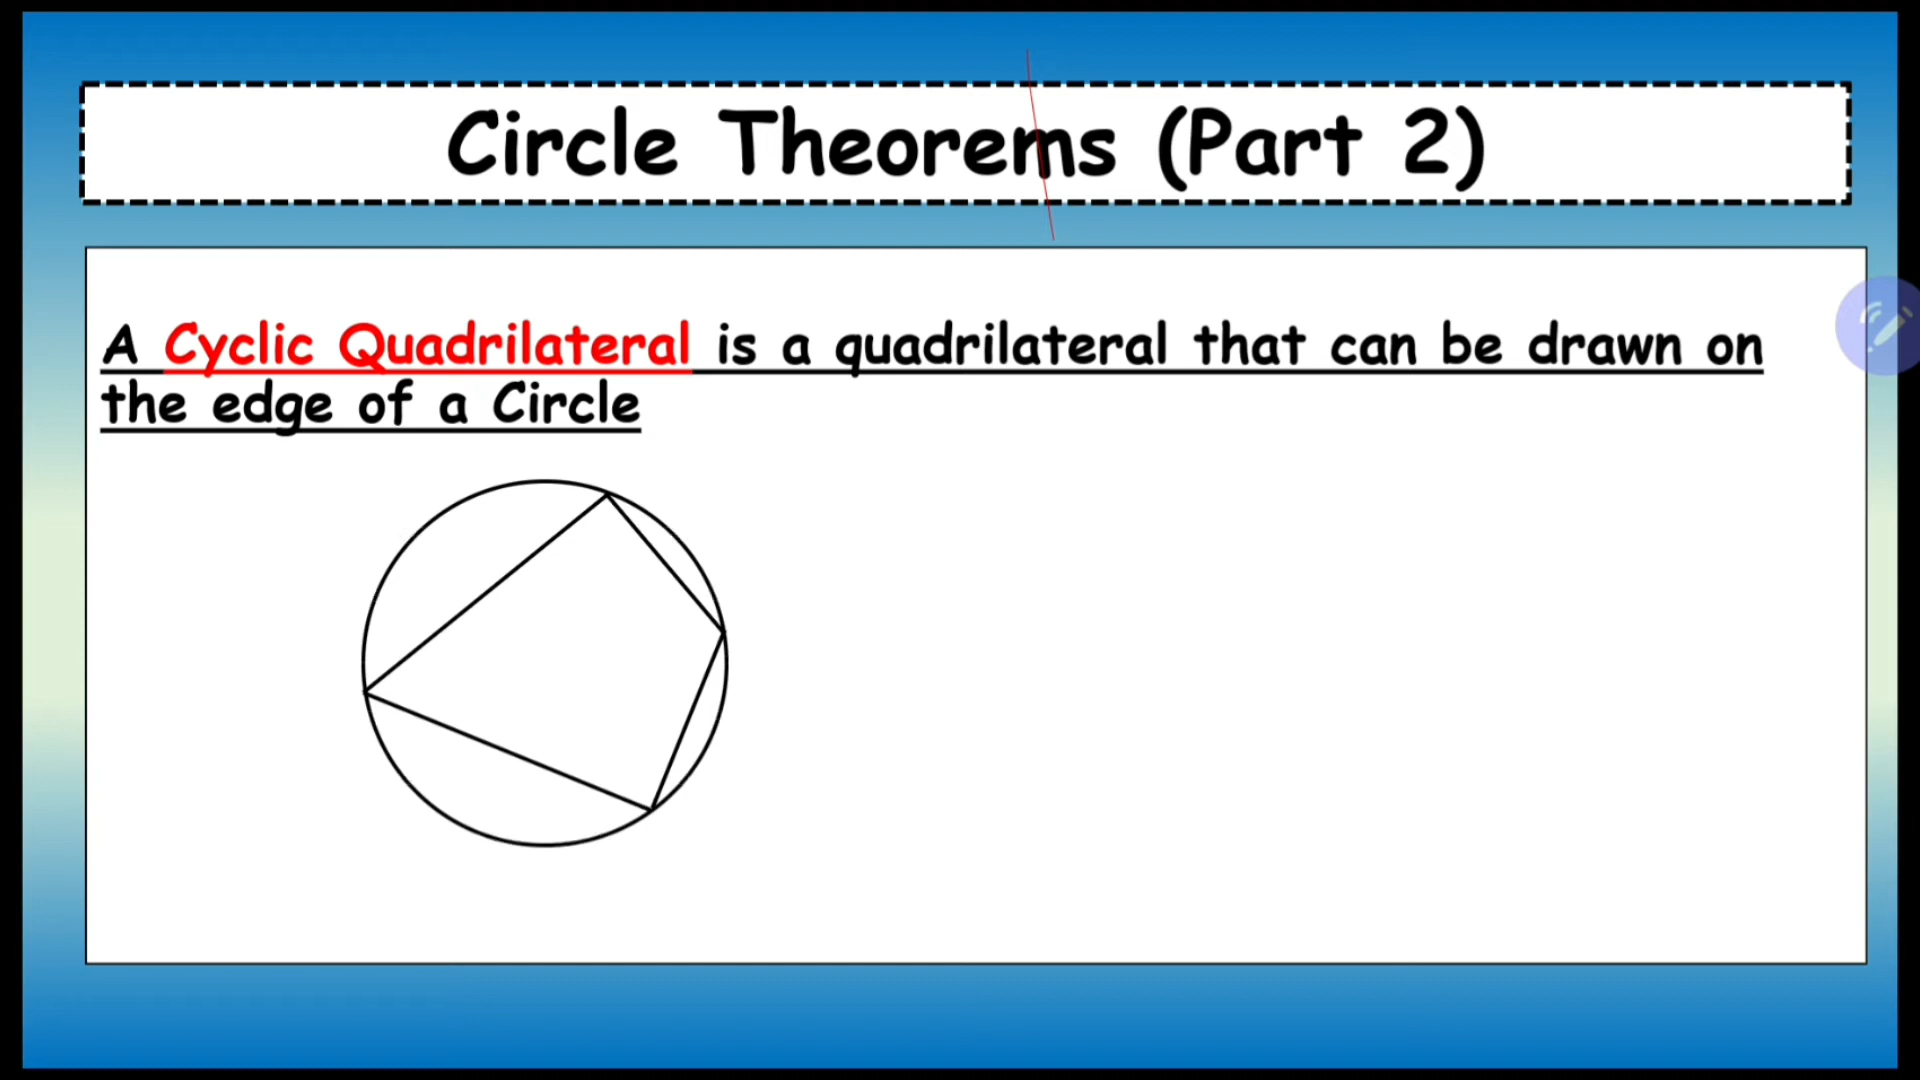 Circle Theorems (Part 2)
A Cyclic Quadrilateral is a quadrilateral that can be drawn on
the edge of a Circle